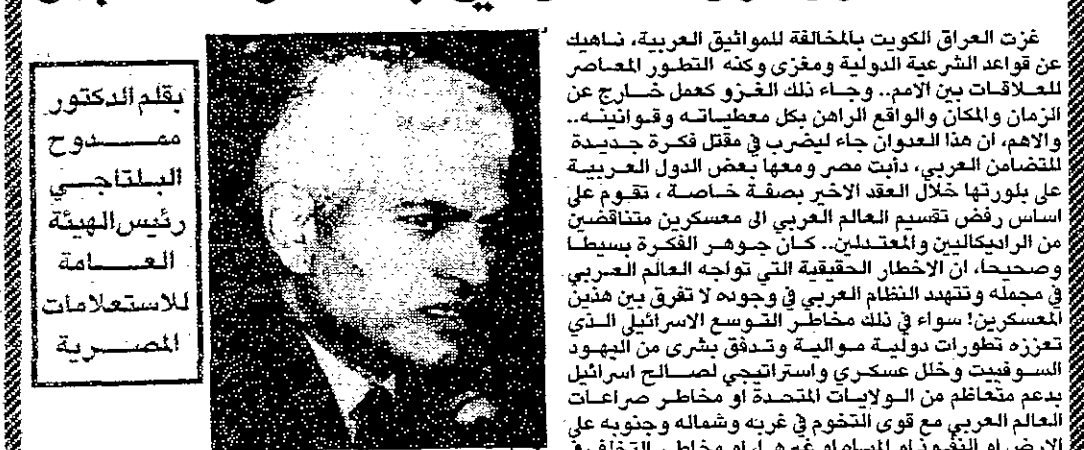 غزت العراق الكويت بالمخالفة للمواثيق العربية، ناهيك
عن قواعد الشرعية الدولية ومغزى وكنه التطور المعاصر
للعلاقات بين الامم.. وجاء ذلك الغزو كعمل خارج عن
الزمان والمكان والواقع الراهن بكل معطياته وقوانينه..
والاهم، ان هذا العدوان جاء ليضرب في مقتل فكرة جديدة
للتضامن العربي، دأبت مصر ومعها بعض الدول العربية
على بلورتها خلال العقد الاخير بصفة خاصة، تقوم على
اساس رفض تقسيم العالم العربي الى معسكرين متناقضين
من الراديكاليين والمعتدلين.. كان جوهر الفكرة بسيطا
وصحيحا، ان الاخطار الحقيقية التي تواجه العالم العربي
في مجمله وتتهدد النظام العربي في وجوده لا تفرق بين هذين
المعسكرين! سواء في ذلك مخاطر التوسع الاسرائيلي الذي
تعززه تطورات دولية موالية وتدفق بشرى من اليهود
السوفييت وخلل عسكري واستراتيجي لصالح اسرائيل
بدعم متعاظم من الولايات المتحدة أو مخاطر صراعات
العالم العربي مع قوى التخوم في غربه وشماله وجنوبه على
الارض او النفوذ او المياه او غيرها، او مخاطر التخلف في
بقلم الدكتور
ممدوح
البلتاجي
رئيس الهيئة
العامة
للاستعلامات
المصرية